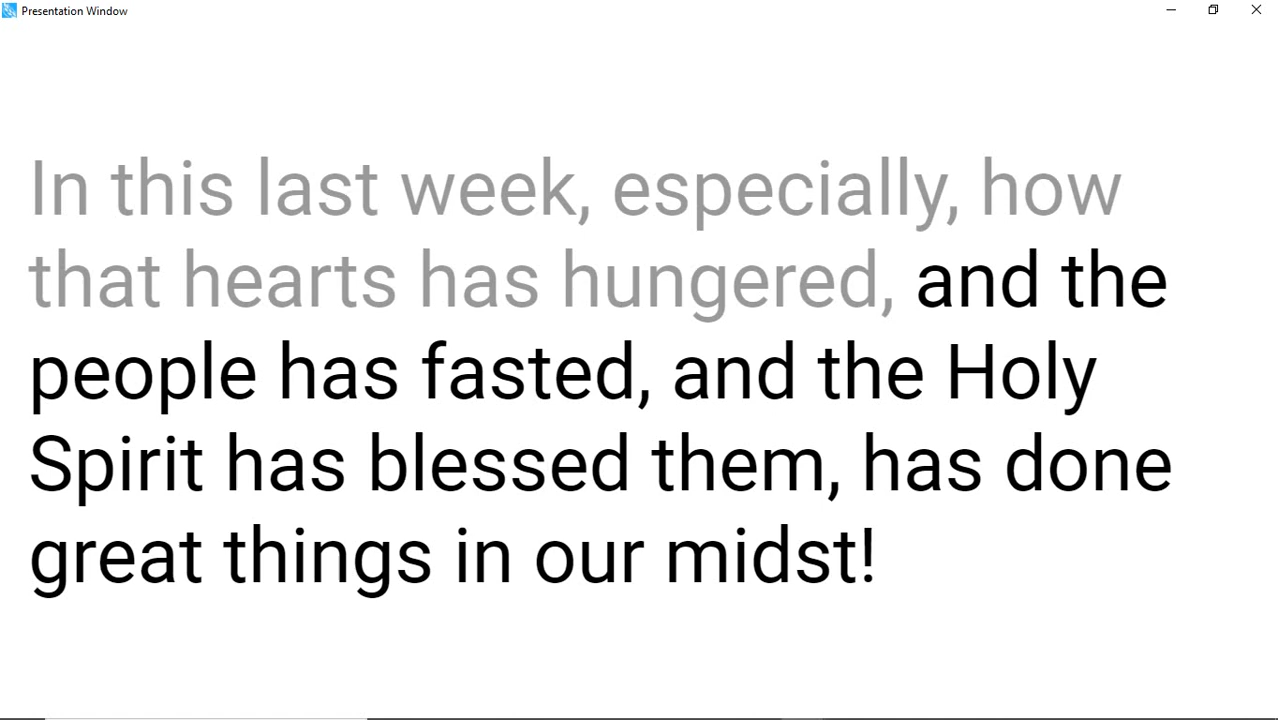 Presentation Window
In this last week, especially, how
that hearts has hungered, and the
people has fasted, and the Holy
Spirit has blessed them, has done
great things in our midst!